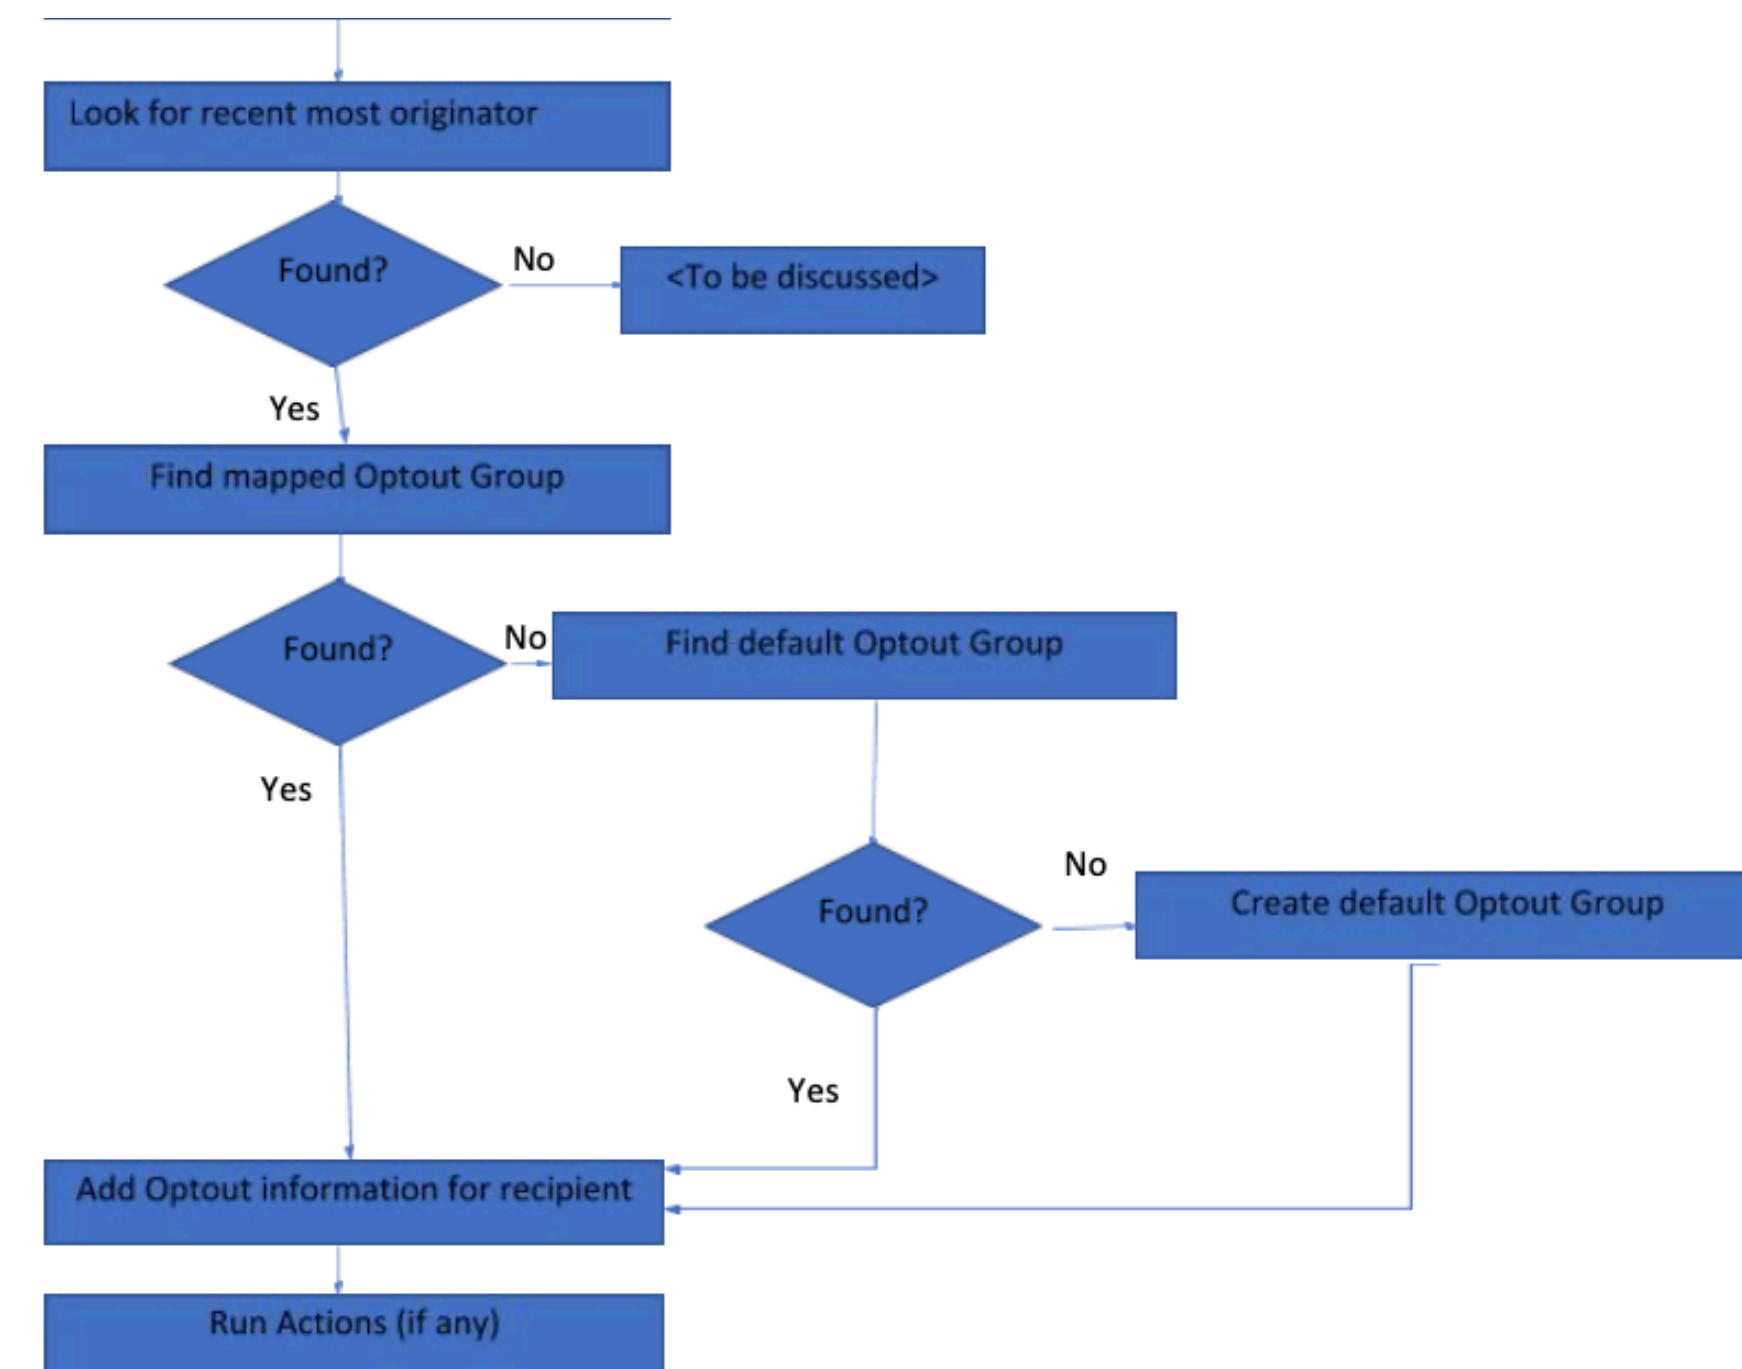 Look for recent most originator
Found?
No
<To be discussed>
Yes
Find mapped Optout Group
Found?
No
Find default Optout Group
Yes
Found?
No
Create default Optout Group
Yes
Add Optout information for recipient
Run Actions (if any)